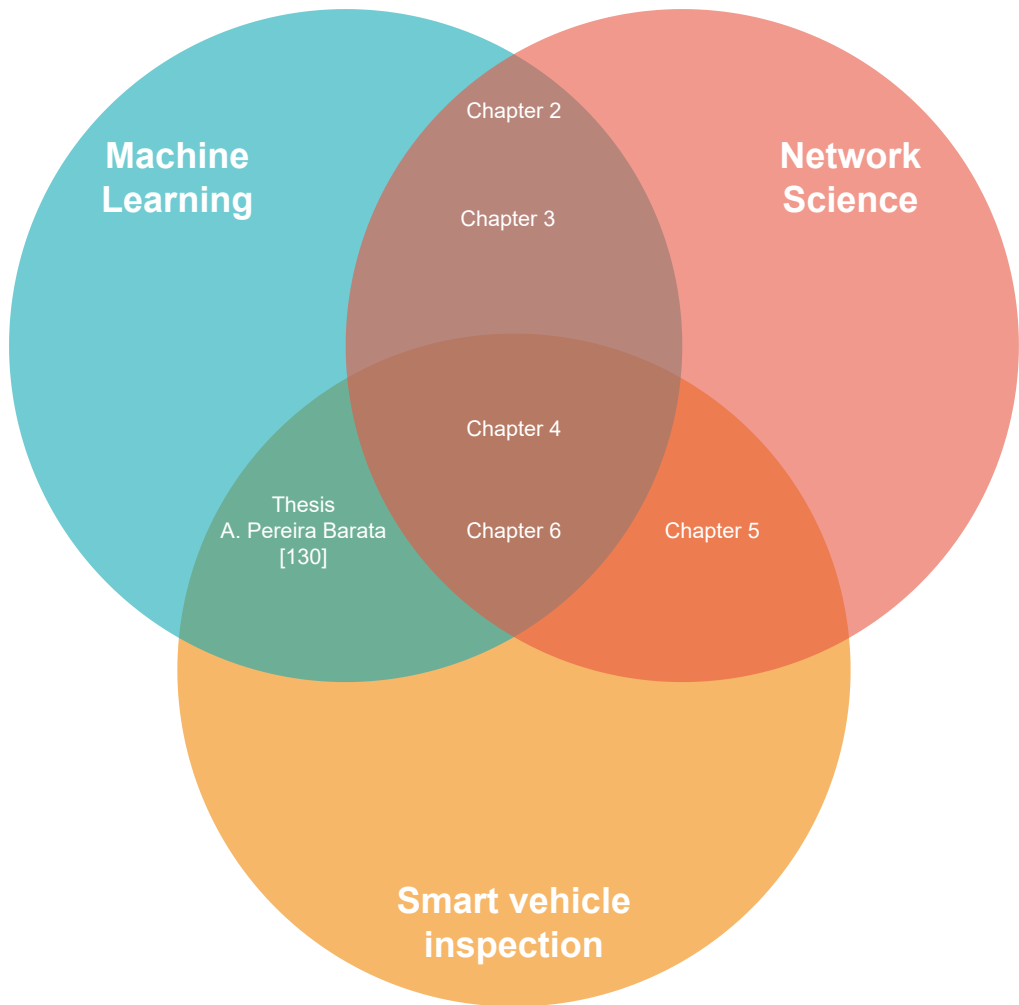 Machine
Learning
Network
Science
Chapter 2
Chapter 3
Chapter 4
Thesis
A. Pereira Barata
[130]
Chapter 6
Chapter 5
Smart vehicle
inspection